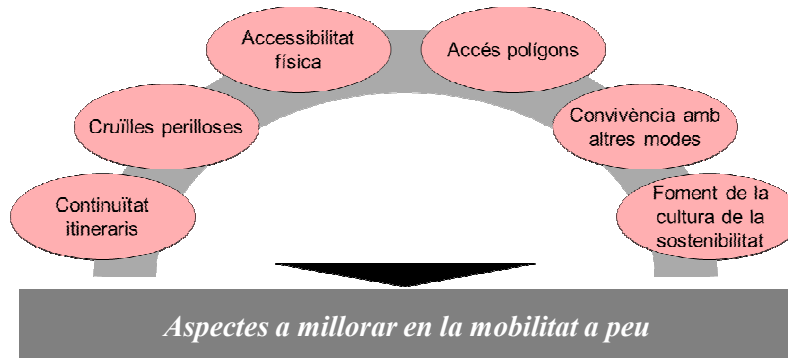 Accessibilitat
física
Accés polígons
Cruïlles perilloses
Convivència amb
altres modes
Continuïtat
itineraris
Foment de la
cultura de la
sostenibilitat
Aspectes a millorar en la mobilitat a peu